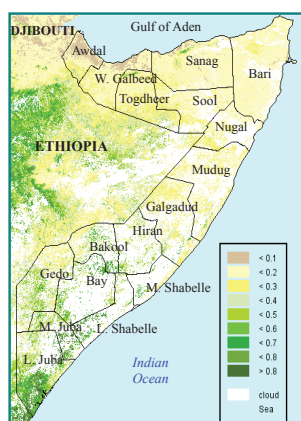 Gulf of Aden
DJIBOUTI
Awdal
Sanag
W. Galbeed
Bari
Togdheer
Sool
Nugal
ETHIOPIA
Mudug
Galgadud
Hiran
Bakool
Gedo
Bay
M. Shabelle
M. Juba
L. Shabelle
L. Juba
Indian
Ocean
< 0.1
< 0.2
< 0.3
< 0.4
< 0.5
< 0.6
< 0.7
< 0.8
> 0.8
cloud
Sea